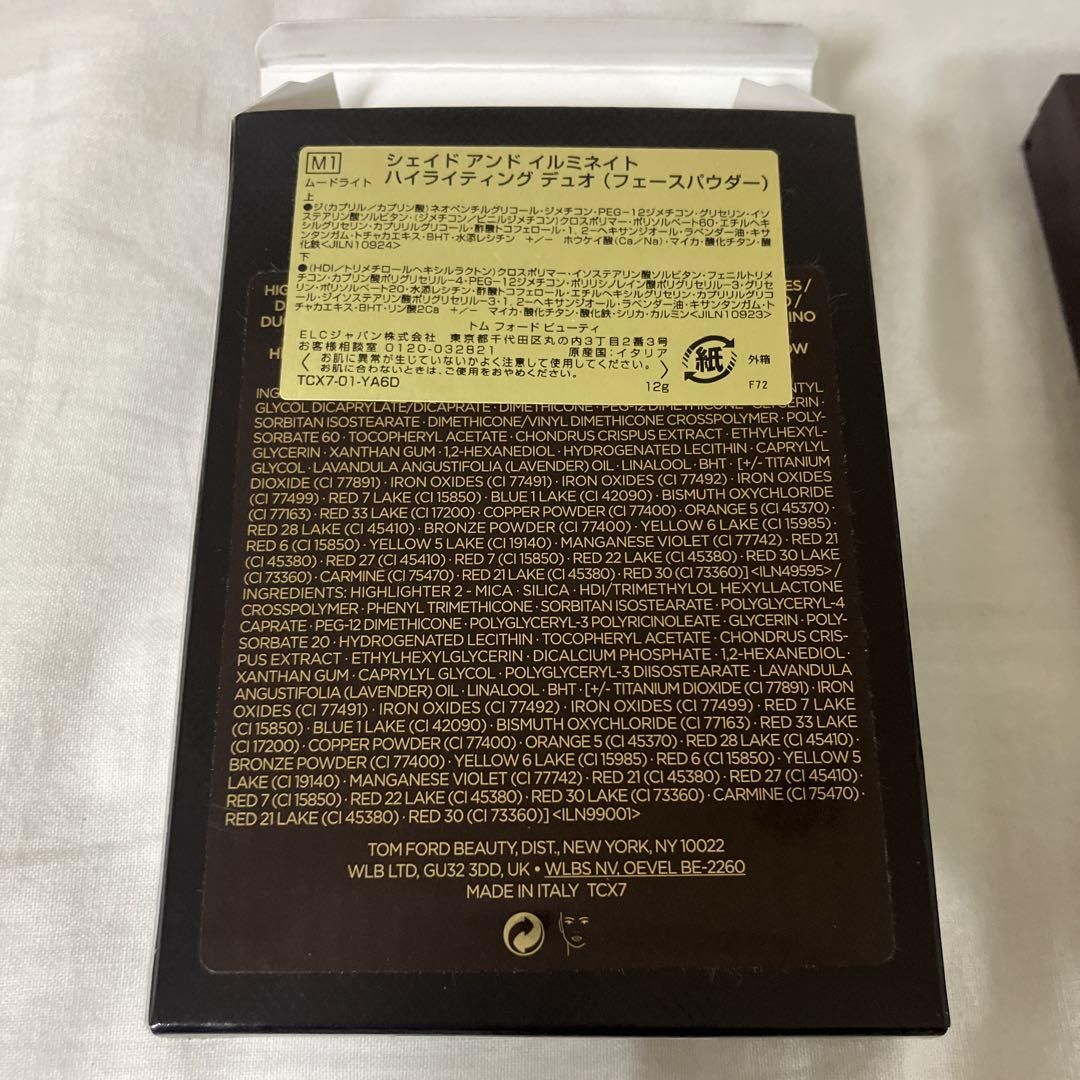 M1 シェイド アンド イルミネイト
ムードライト ハイライティング デュオ (フェースパウダー)
上
●ジ(カプリル/カプリン酸)ネオペンチルグリコール・ジメチコン・PEG-12ジメチコン・グリセリン・イソ
ステアリン酸ソルビタン・(ジメチコン/ビニルジメチコン)クロスポリマー・ポリソルベート60・エチルヘキ
シルグリセリン・カプリリルグリコール・酢酸トコフェロール・1,2-ヘキサンジオール・ラベンダー油・キサ
ンタンガム・トチャカエキス・BHT・水添レシチン +/- ホウケイ酸(Ca/Na)・マイカ・酸化チタン・酸
化鉄<JILN10924>
下
●(HDI/トリメチロールヘキシルラクトン)クロスポリマー・イソステアリン酸ソルビタン・フェニルトリメ
チコン・カプリン酸ポリグリセリル-4・PEG-12ジメチコン・ポリリシノレイン酸ポリグリセリル-3・グリセ
リン・ポリソルベート20・水添レシチン・酢酸トコフェロール・エチルヘキシルグリセリン・カプリリルグリコ
ール・ジイソステアリン酸ポリグリセリル-3・1,2-ヘキサンジオール・ラベンダー油・キサンタンガム・ト
チャカエキス・BHT・リン酸2Ca +/- マイカ・酸化チタン・酸化鉄・シリカ・カルミン<JILN10923>
トム フォード ビューティ
ELCジャパン株式会社 東京都千代田区丸の内3丁目2番3号
お客様相談室 0120-032821 原産国:イタリア
お肌に異常が生じていないかよく注意して使用してください。
お肌に合わないときは、ご使用をおやめください。
TCX7-01-YA6D 12g
紙 外箱
F72
GLYCOL DICAPRYLATE/DICAPRATE · DIMETHICONE · PEG-12 DIMETHICONE · GLYCERIN ·
SORBITAN ISOSTEARATE · DIMETHICONE/VINYL DIMETHICONE CROSSPOLYMER · POLY-
SORBATE 60 · TOCOPHERYL ACETATE · CHONDRUS CRISPUS EXTRACT · ETHYLHEXYL-
GLYCERIN · XANTHAN GUM · 1,2-HEXANEDIOL · HYDROGENATED LECITHIN · CAPRYLYL
GLYCOL · LAVANDULA ANGUSTIFOLIA (LAVENDER) OIL · LINALOOL · BHT · [+/- TITANIUM
DIOXIDE (CI 77891) · IRON OXIDES (CI 77491) · IRON OXIDES (CI 77492) · IRON OXIDES
(CI 77499) · RED 7 LAKE (CI 15850) · BLUE 1 LAKE (CI 42090) · BISMUTH OXYCHLORIDE
(CI 77163) · RED 33 LAKE (CI 17200) · COPPER POWDER (CI 77400) · ORANGE 5 (CI 45370) ·
RED 28 LAKE (CI 45410) · BRONZE POWDER (CI 77400) · YELLOW 6 LAKE (CI 15985) ·
RED 6 (CI 15850) · YELLOW 5 LAKE (CI 19140) · MANGANESE VIOLET (CI 77742) · RED 21
(CI 45380) · RED 27 (CI 45410) · RED 7 (CI 15850) · RED 22 LAKE (CI 45380) · RED 30 LAKE
(CI 73360) · CARMINE (CI 75470) · RED 21 LAKE (CI 45380) · RED 30 (CI 73360)] <ILN49595> /
INGREDIENTS: HIGHLIGHTER 2 - MICA · SILICA · HDI/TRIMETHYLOL HEXYLLACTONE
CROSSPOLYMER · PHENYL TRIMETHICONE · SORBITAN ISOSTEARATE · POLYGLYCERYL-4
CAPRATE · PEG-12 DIMETHICONE · POLYGLYCERYL-3 POLYRICINOLEATE · GLYCERIN · POLY-
SORBATE 20 · HYDROGENATED LECITHIN · TOCOPHERYL ACETATE · CHONDRUS CRIS-
PUS EXTRACT · ETHYLHEXYLGLYCERIN · DICALCIUM PHOSPHATE · 1,2-HEXANEDIOL ·
XANTHAN GUM · CAPRYLYL GLYCOL · POLYGLYCERYL-3 DIISOSTEARATE · LAVANDULA
ANGUSTIFOLIA (LAVENDER) OIL · LINALOOL · BHT · [+/- TITANIUM DIOXIDE (CI 77891) · IRON
OXIDES (CI 77491) · IRON OXIDES (CI 77492) · IRON OXIDES (CI 77499) · RED 7 LAKE
(CI 15850) · BLUE 1 LAKE (CI 42090) · BISMUTH OXYCHLORIDE (CI 77163) · RED 33 LAKE
(CI 17200) · COPPER POWDER (CI 77400) · ORANGE 5 (CI 45370) · RED 28 LAKE (CI 45410) ·
BRONZE POWDER (CI 77400) · YELLOW 6 LAKE (CI 15985) · RED 6 (CI 15850) · YELLOW 5
LAKE (CI 19140) · MANGANESE VIOLET (CI 77742) · RED 21 (CI 45380) · RED 27 (CI 45410) ·
RED 7 (CI 15850) · RED 22 LAKE (CI 45380) · RED 30 LAKE (CI 73360) · CARMINE (CI 75470) ·
RED 21 LAKE (CI 45380) · RED 30 (CI 73360)] <ILN99001>
TOM FORD BEAUTY, DIST., NEW YORK, NY 10022
WLB LTD, GU32 3DD, UK • WLBS NV, OEVEL BE-2260
MADE IN ITALY TCX7